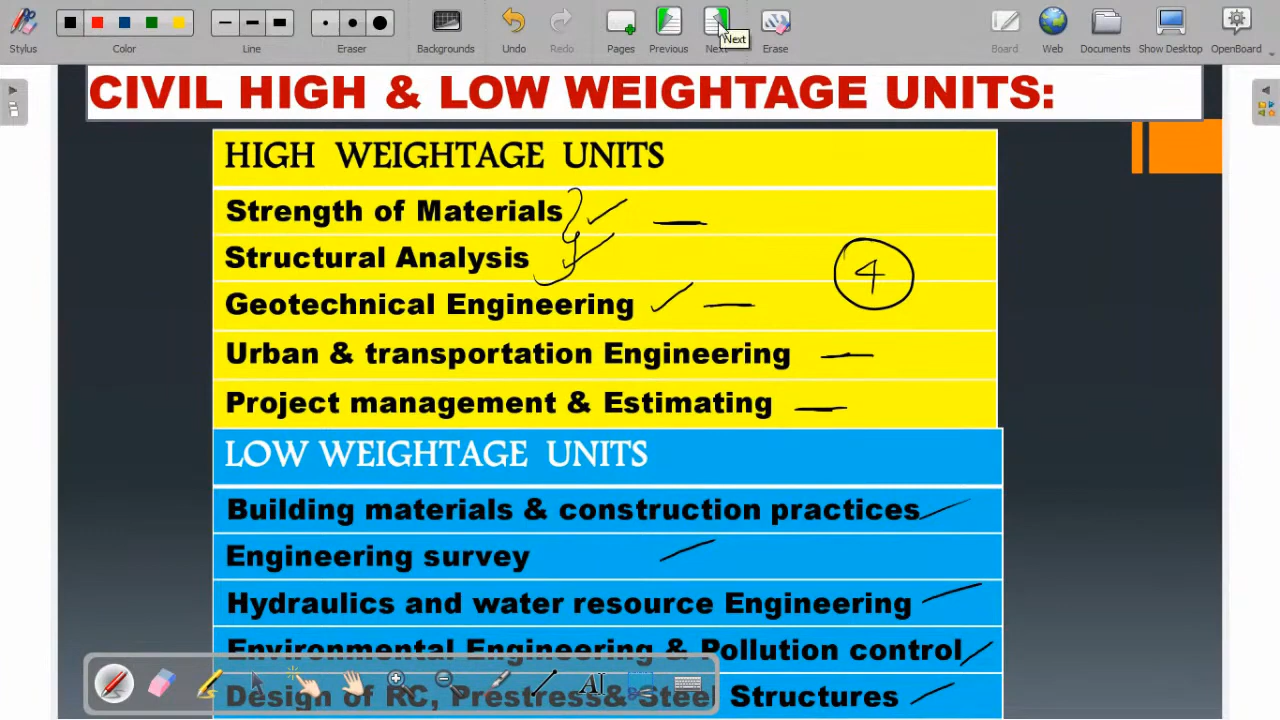 Stylus Color Line Eraser Backgrounds Undo Redo Pages Previous Next Erase Board Web Documents Show Desktop OpenBoard
Next
CIVIL HIGH & LOW WEIGHTAGE UNITS:
HIGH WEIGHTAGE UNITS
Strength of Materials
Structural Analysis
4
Geotechnical Engineering
Urban & transportation Engineering
Project management & Estimating
LOW WEIGHTAGE UNITS
Building materials & construction practices
Engineering survey
Hydraulics and water resource Engineering
Environmental Engineering & Pollution control
Design of RC, Prestress& Steel Structures